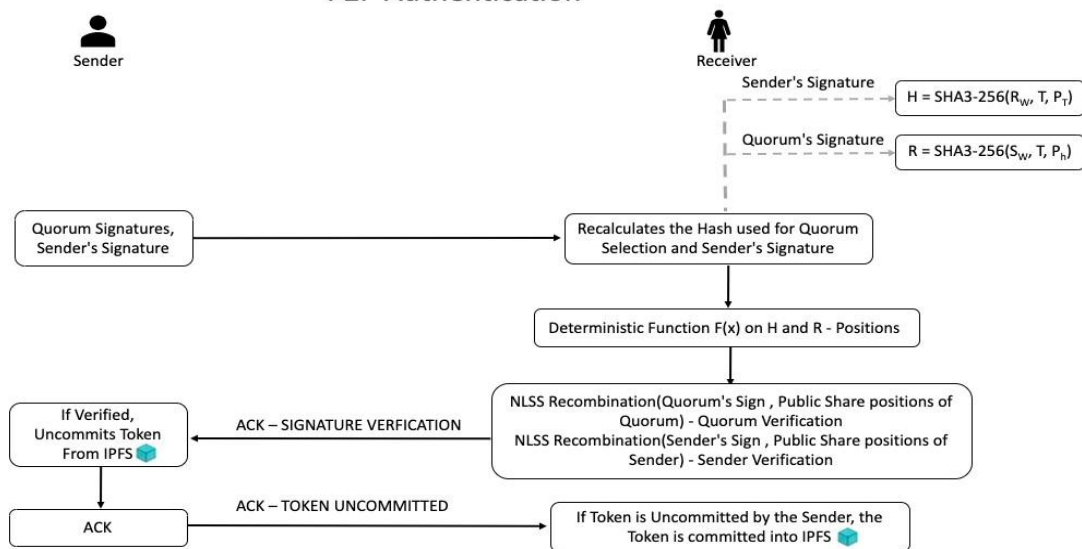 Authentication
Sender
Receiver
Sender's Signature
H = SHA3-256(R_W, T, P_T)
Quorum's Signature
R = SHA3-256(S_W, T, P_h)
Quorum Signatures,
Sender's Signature
Recalculates the Hash used for Quorum
Selection and Sender's Signature
Deterministic Function F(x) on H and R - Positions
NLSS Recombination(Quorum's Sign , Public Share positions of
Quorum) - Quorum Verification
NLSS Recombination(Sender's Sign , Public Share positions of
Sender) - Sender Verification
ACK – SIGNATURE VERFICATION
If Verified,
Uncommits Token
From IPFS
ACK
ACK – TOKEN UNCOMMITTED
If Token is Uncommitted by the Sender, the
Token is committed into IPFS